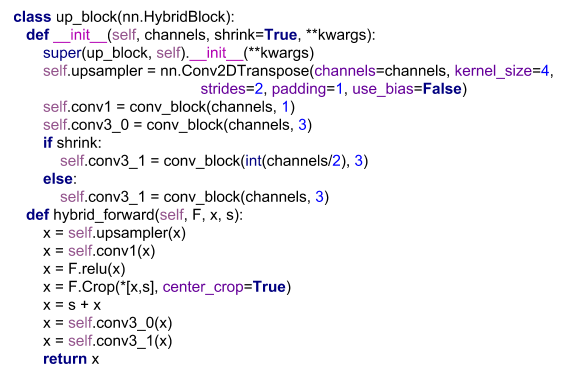 class up_block(nn.HybridBlock):
def __init__(self, channels, shrink=True, **kwargs):
super(up_block, self).__init__(**kwargs)
self.upsampler = nn.Conv2DTranspose(channels=channels, kernel_size=4,
strides=2, padding=1, use_bias=False)
self.conv1 = conv_block(channels, 1)
self.conv3_0 = conv_block(channels, 3)
if shrink:
self.conv3_1 = conv_block(int(channels/2), 3)
else:
self.conv3_1 = conv_block(channels, 3)
def hybrid_forward(self, F, x, s):
x = self.upsampler(x)
x = self.conv1(x)
x = F.relu(x)
x = F.Crop(*[x,s], center_crop=True)
x = s + x
x = self.conv3_0(x)
x = self.conv3_1(x)
return x